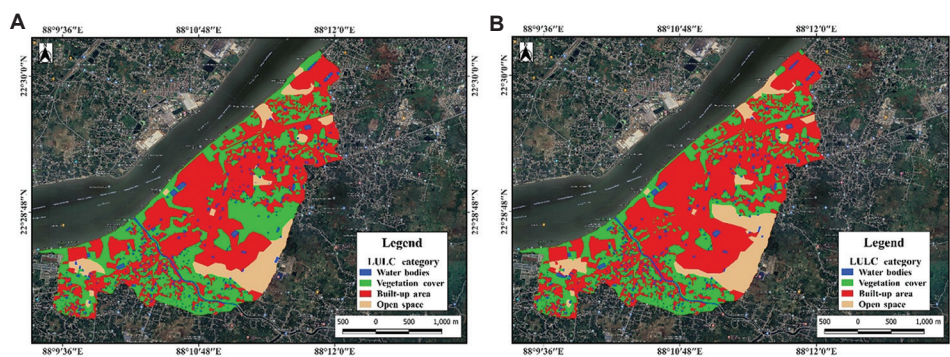 A
88°9'36"E
88°10'48"E
88°12'0"E
22°30'0"N
22°28'48"N
Legend
LULC category
Water bodies
Vegetation cover
Built-up area
Open space
500
0
500
1,000 m
88°9'36"E
88°10'48"E
88°12'0"E
B
88°9'36"E
88°10'48"E
88°12'0"E
22°30'0"N
22°28'48"N
Legend
LULC category
Water bodies
Vegetation cover
Built-up area
Open space
500
0
500
1,000 m
88°9'36"E
88°10'48"E
88°12'0"E